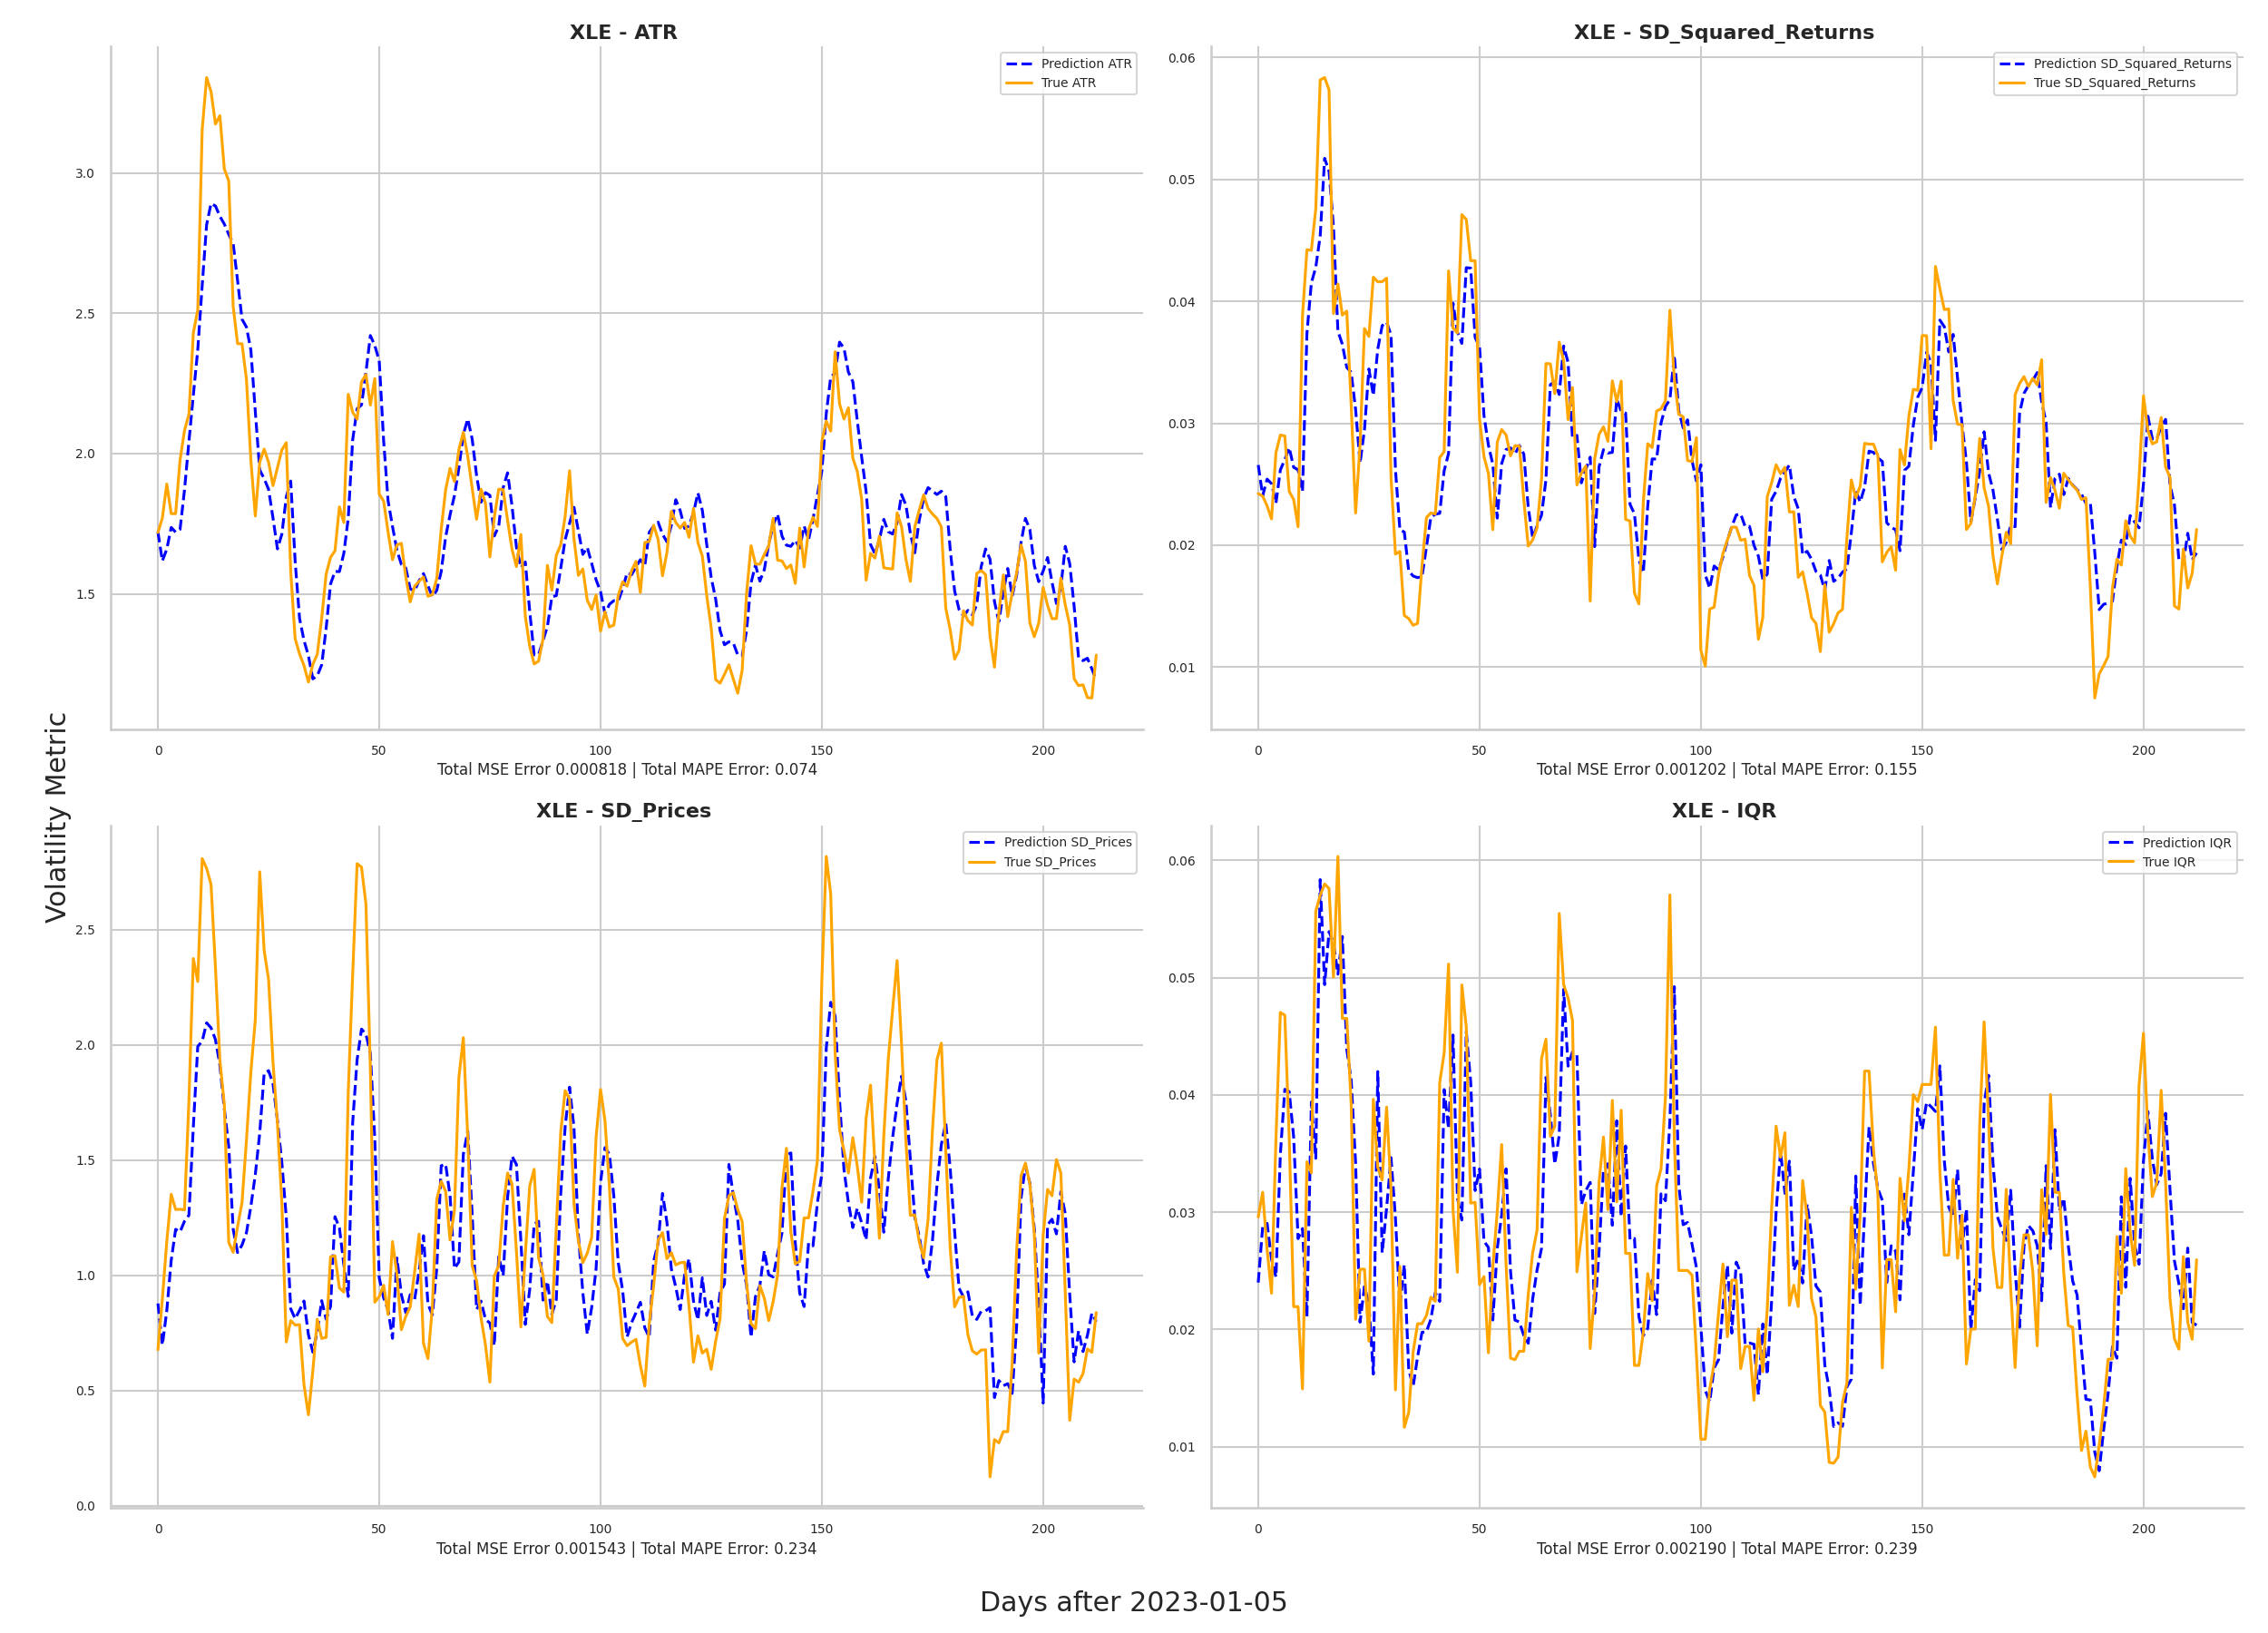 XLE - ATR
Prediction ATR
True ATR
3.0
2.5
2.0
1.5
0
50
100
150
200
Total MSE Error 0.000818 | Total MAPE Error: 0.074
XLE - SD_Squared_Returns
Prediction SD_Squared_Returns
True SD_Squared_Returns
0.06
0.05
0.04
0.03
0.02
0.01
0
50
100
150
200
Total MSE Error 0.001202 | Total MAPE Error: 0.155
Volatility Metric
XLE - SD_Prices
Prediction SD_Prices
True SD_Prices
2.5
2.0
1.5
1.0
0.5
0.0
0
50
100
150
200
Total MSE Error 0.001543 | Total MAPE Error: 0.234
XLE - IQR
Prediction IQR
True IQR
0.06
0.05
0.04
0.03
0.02
0.01
0
50
100
150
200
Total MSE Error 0.002190 | Total MAPE Error: 0.239
Days after 2023-01-05